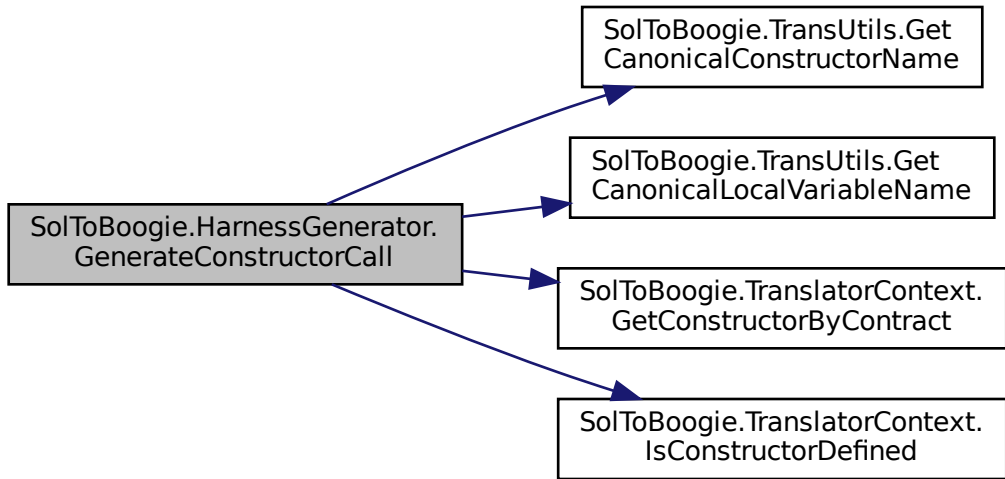 SolToBoogie.TransUtils.Get
CanonicalConstructorName
SolToBoogie.TransUtils.Get
CanonicalLocalVariableName
SolToBoogie.HarnessGenerator.
GenerateConstructorCall
SolToBoogie.TranslatorContext.
GetConstructorByContract
SolToBoogie.TranslatorContext.
IsConstructorDefined